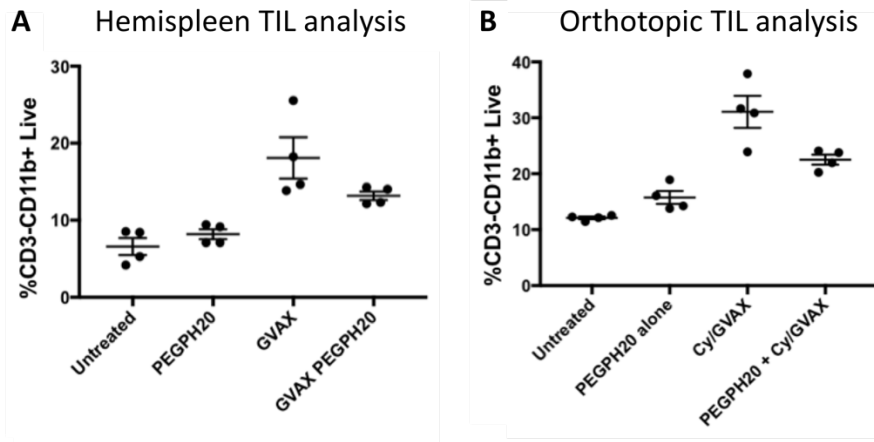 A Hemispleen TIL analysis
%CD3-CD11b+ Live
30
20
10
0
Untreated
PEGPH20
GVAX
GVAX PEGPH20
B Orthotopic TIL analysis
%CD3-CD11b+ Live
40
30
20
10
0
Untreated
PEGPH20 alone
Cy/GVAX
PEGPH20 + Cy/GVAX